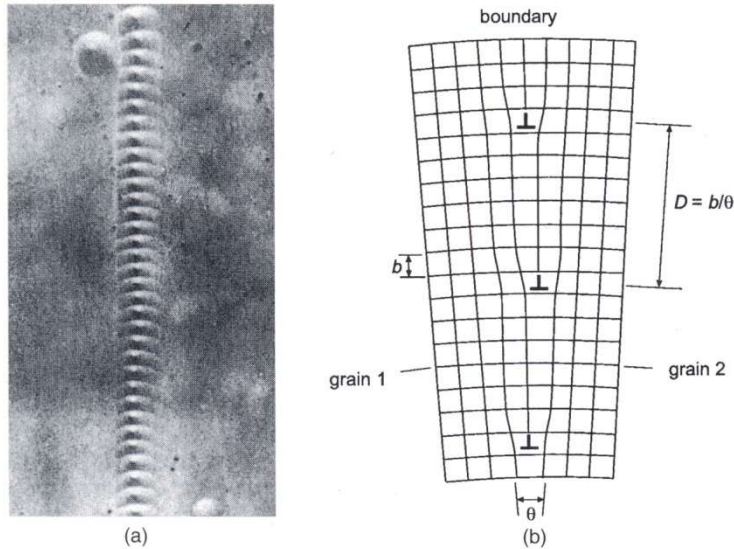 boundary
D = b/θ
b
grain 1
grain 2
θ
(a)
(b)